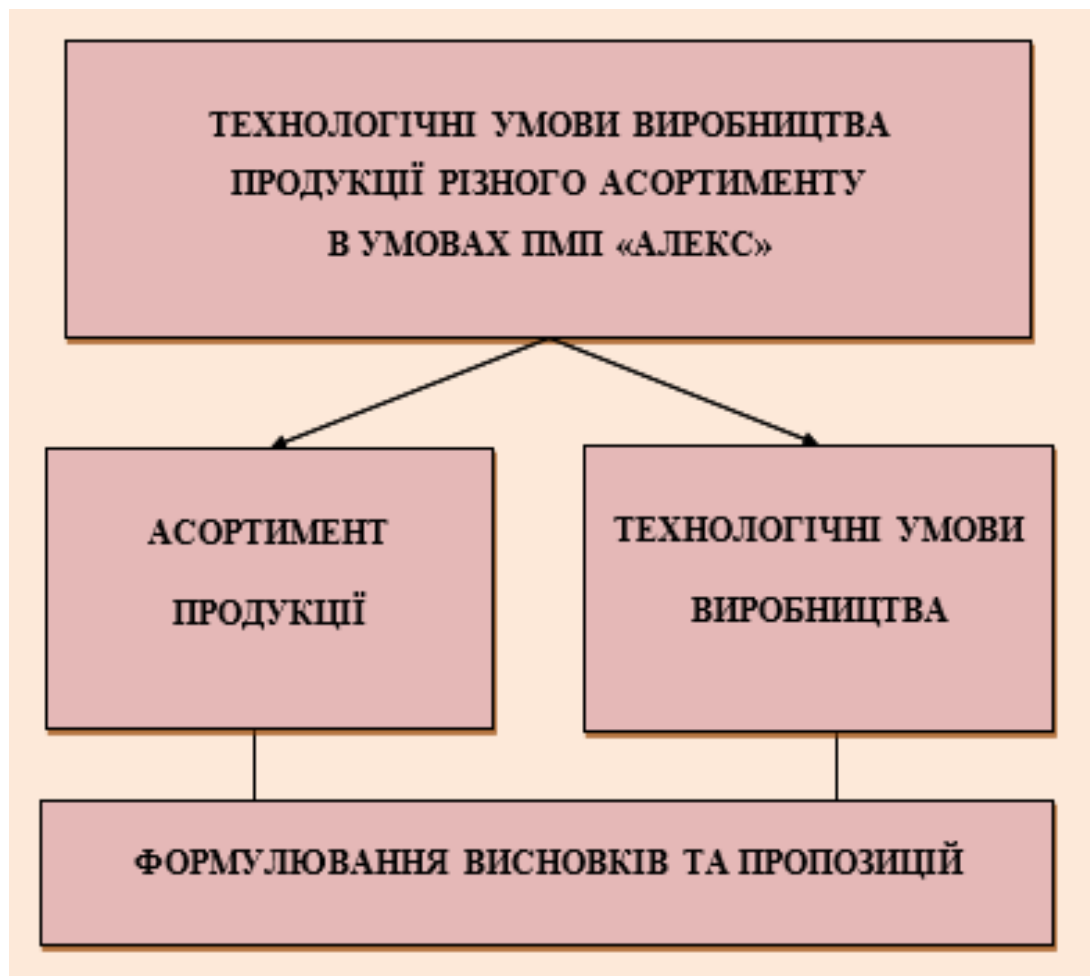 ТЕХНОЛОГІЧНІ УМОВИ ВИРОБНИЦТВА
ПРОДУКЦІЇ РІЗНОГО АСОРТИМЕНТУ
В УМОВАХ ПМП «АЛЕКС»
АСОРТИМЕНТ
ПРОДУКЦІЇ
ТЕХНОЛОГІЧНІ УМОВИ
ВИРОБНИЦТВА
ФОРМУЛЮВАННЯ ВИСНОВКІВ ТА ПРОПОЗИЦІЙ